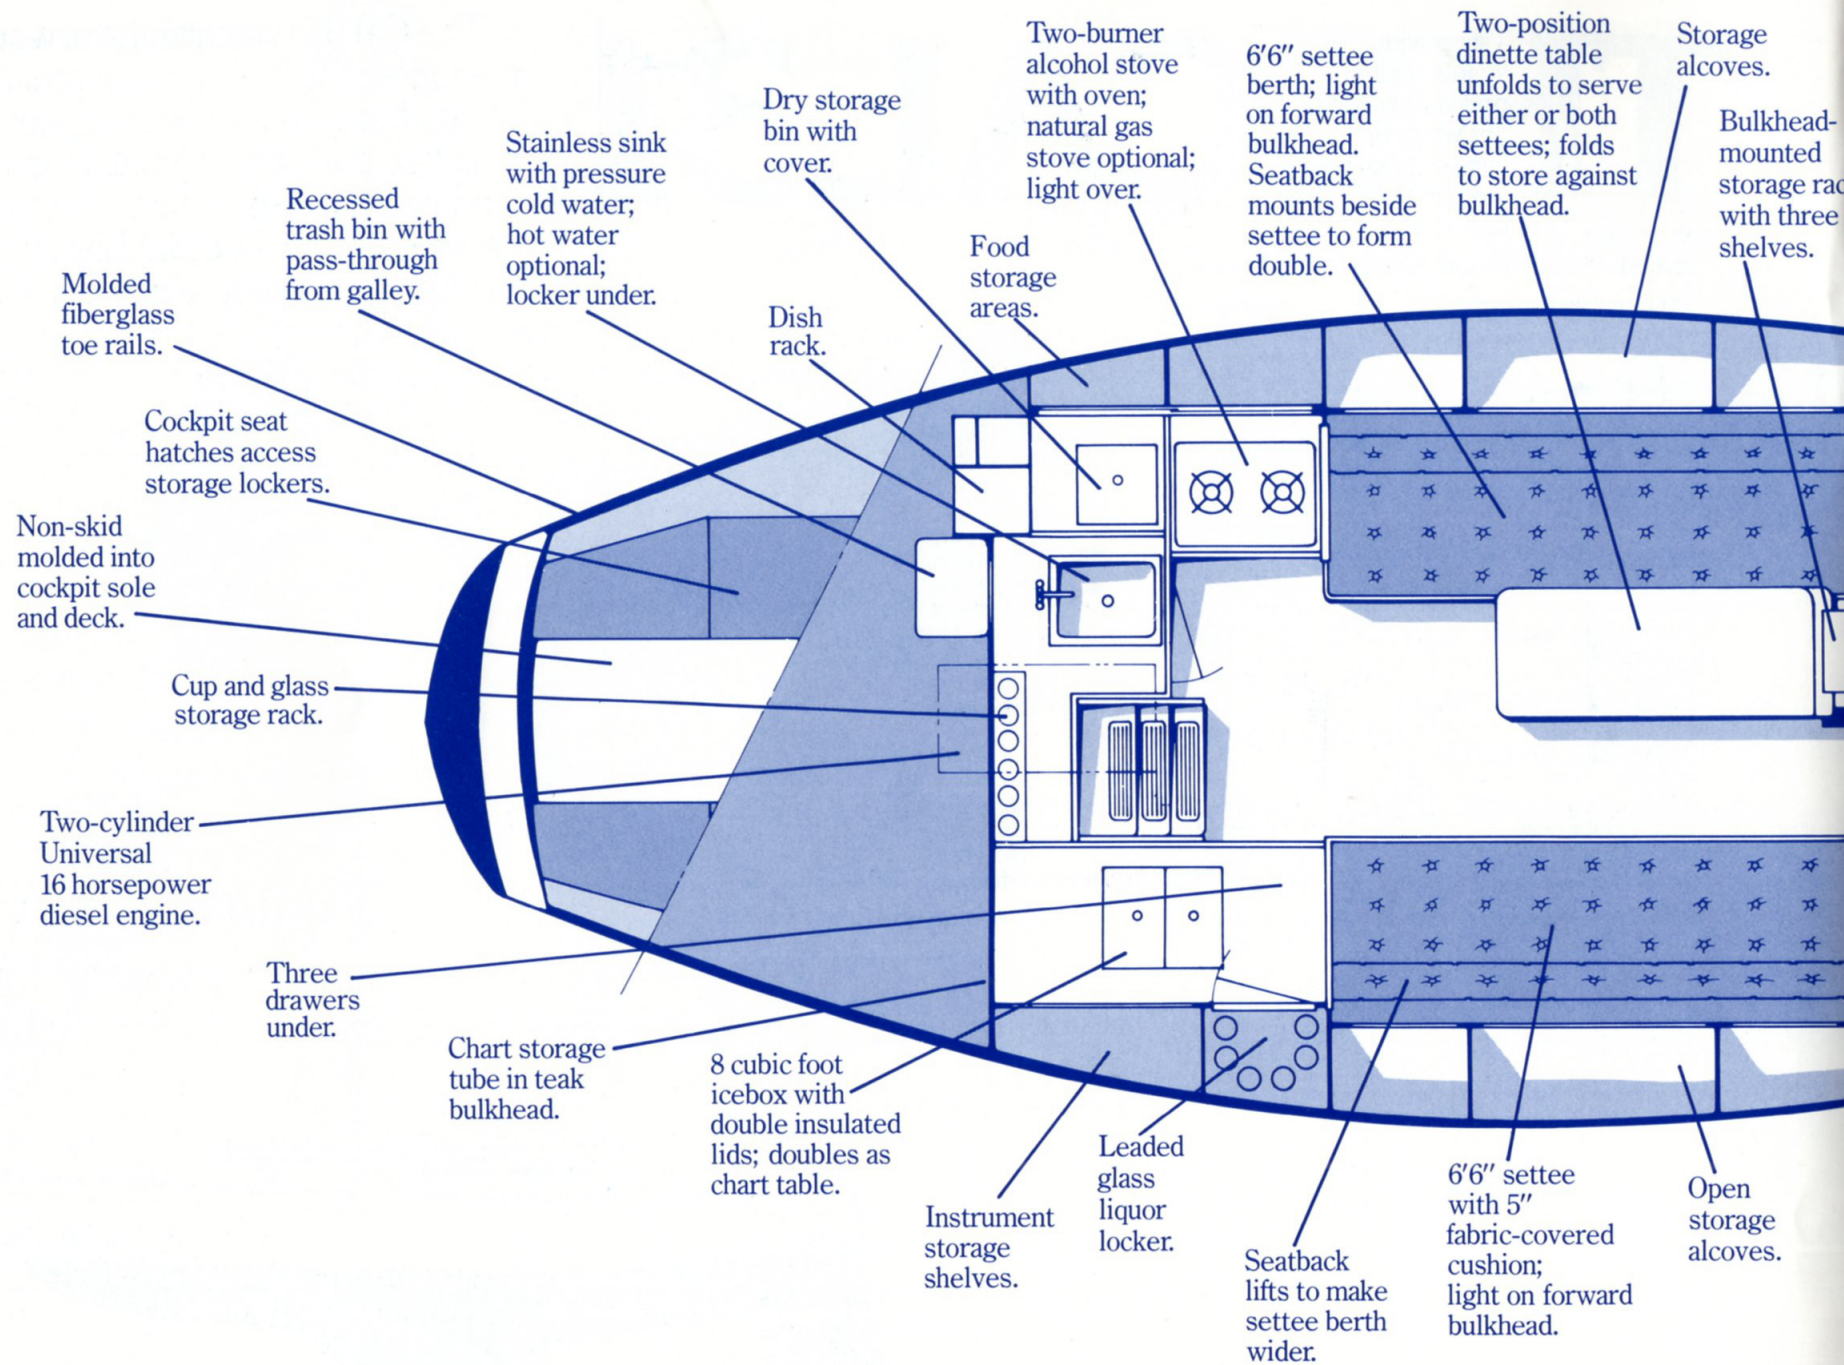 Molded
fiberglass
toe rails.
Recessed
trash bin with
pass-through
from galley.
Stainless sink
with pressure
cold water;
hot water
optional;
locker under.
Dry storage
bin with
cover.
Dish
rack.
Food
storage
areas.
Two-burner
alcohol stove
with oven;
natural gas
stove optional;
light over.
6'6" settee
berth; light
on forward
bulkhead.
Seatback
mounts beside
settee to form
double.
Two-position
dinette table
unfolds to serve
either or both
settees; folds
to store against
bulkhead.
Storage
alcoves.
Bulkhead-
mounted
storage rac
with three
shelves.
Cockpit seat
hatches access
storage lockers.
Non-skid
molded into
cockpit sole
and deck.
Cup and glass
storage rack.
Two-cylinder
Universal
16 horsepower
diesel engine.
Three
drawers
under.
Chart storage
tube in teak
bulkhead.
8 cubic foot
icebox with
double insulated
lids; doubles as
chart table.
Instrument
storage
shelves.
Leaded
glass
liquor
locker.
Seatback
lifts to make
settee berth
wider.
6'6" settee
with 5"
fabric-covered
cushion;
light on forward
bulkhead.
Open
storage
alcoves.